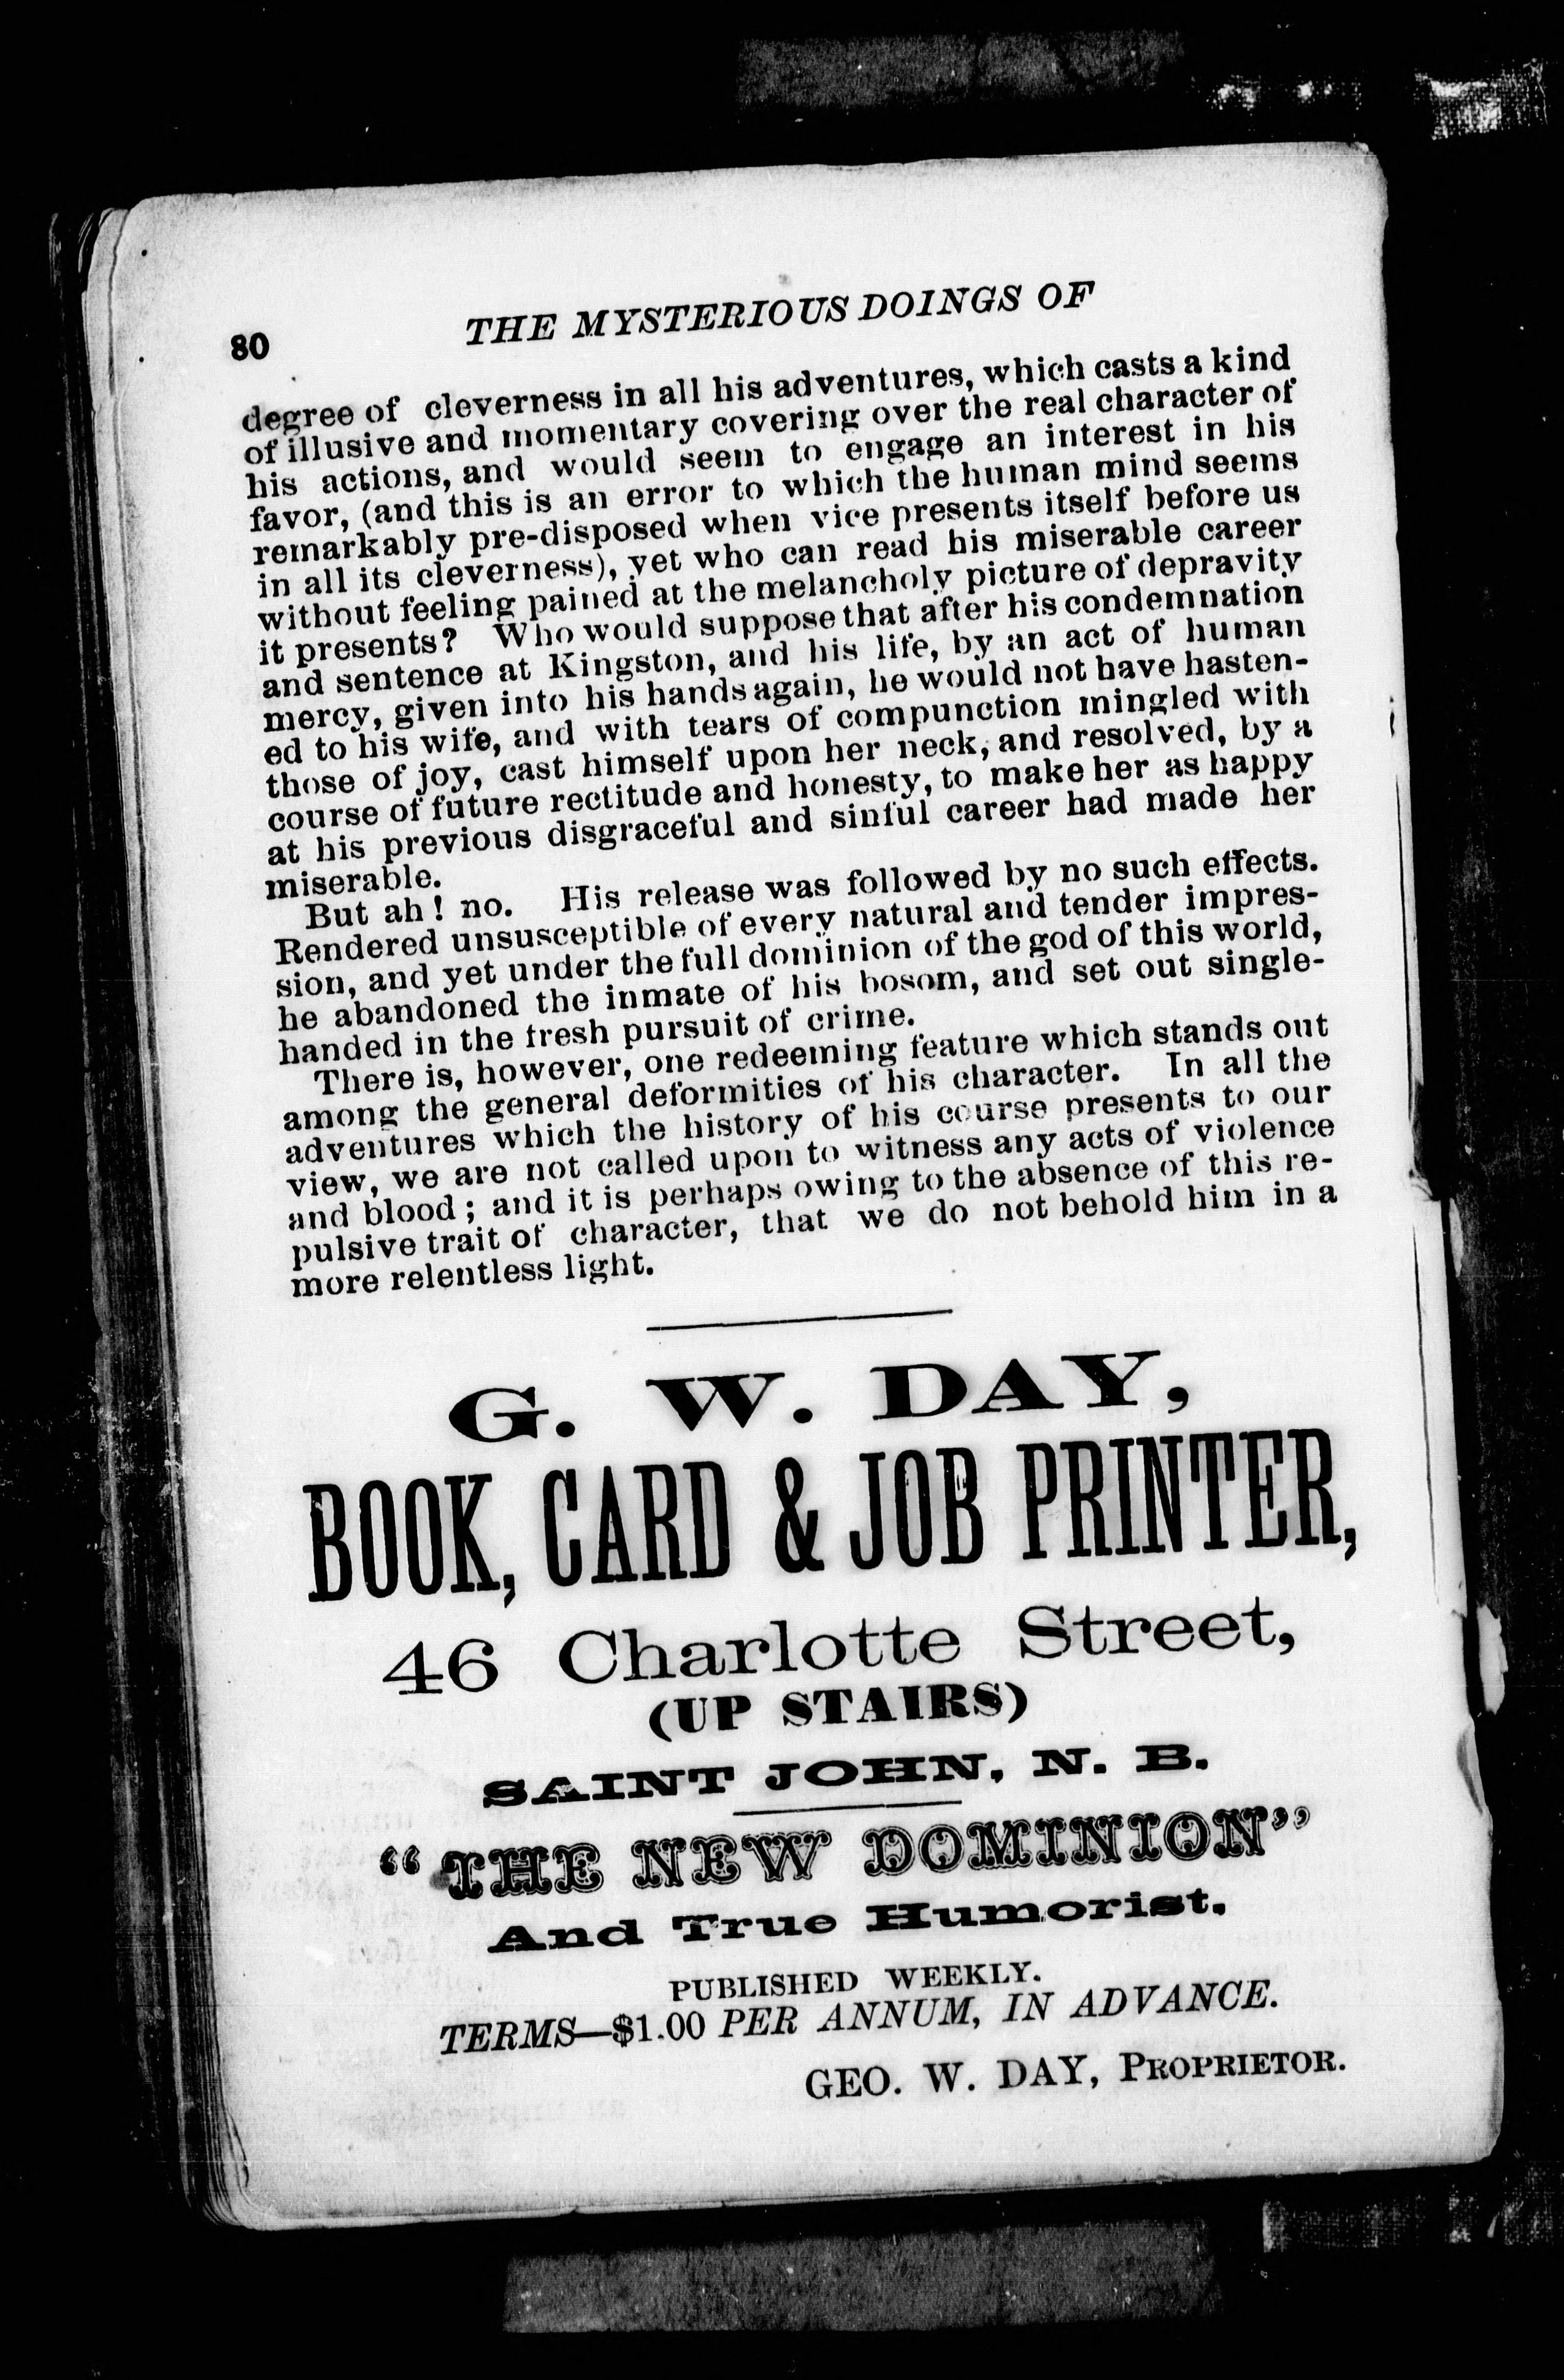 80
THE MYSTERIOUS DOINGS OF
degree of cleverness in all his adventures, which casts a kind
of illusive and momentary covering over the real character of
his actions, and would seem to engage an interest in his
favor, (and this is an error to which the human mind seems
remarkably pre-disposed when vice presents itself before us
in all its cleverness), yet who can read his miserable career
without feeling pained at the melancholy picture of depravity
it presents? Who would suppose that after his condemnation
and sentence at Kingston, and his life, by an act of human
mercy, given into his hands again, he would not have hasten-
ed to his wife, and with tears of compunction mingled with
those of joy, cast himself upon her neck, and resolved, by a
course of future rectitude and honesty, to make her as happy
at his previous disgraceful and sinful career had made her
miserable.
But ah! no. His release was followed by no such effects.
Rendered unsusceptible of every natural and tender impres-
sion, and yet under the full dominion of the god of this world,
he abandoned the inmate of his bosom, and set out single-
handed in the fresh pursuit of crime.
There is, however, one redeeming feature which stands out
among the general deformities of his character. In all the
adventures which the history of his course presents to our
view, we are not called upon to witness any acts of violence
and blood; and it is perhaps owing to the absence of this re-
pulsive trait of character, that we do not behold him in a
more relentless light.
G. W. DAY,
BOOK, CARD & JOB PRINTER,
46 Charlotte Street,
(UP STAIRS)
SAINT JOHN, N. B.
"THE NEW DOMINION"
And True Humorist.
PUBLISHED WEEKLY.
TERMS—$1.00 PER ANNUM, IN ADVANCE.
GEO. W. DAY, PROPRIETOR.